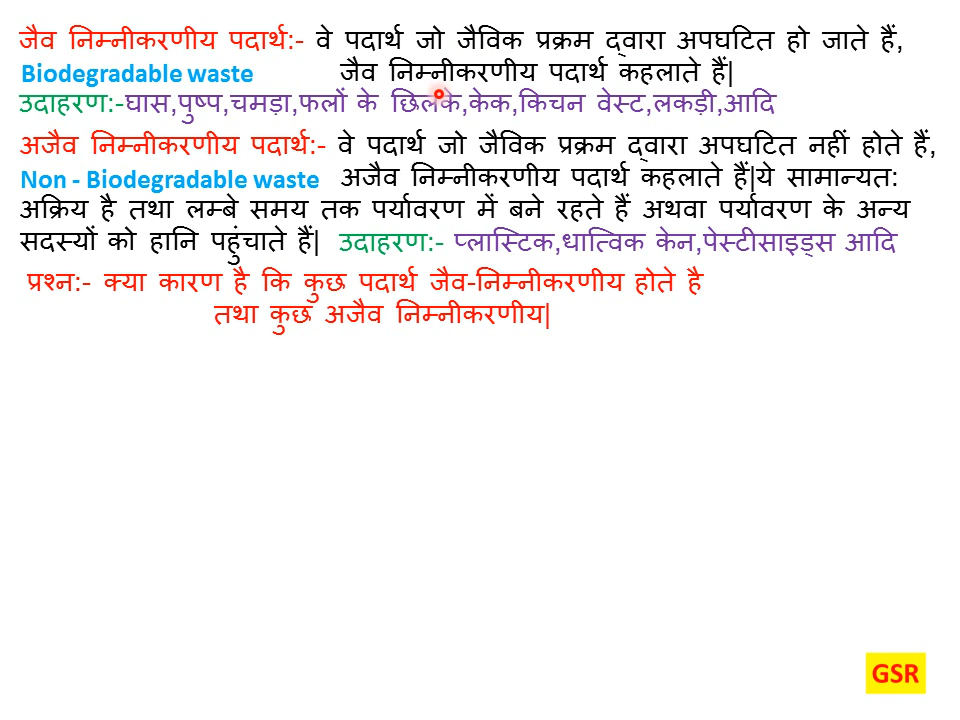 जैव निम्नीकरणीय पदार्थ:- वे पदार्थ जो जैविक प्रक्रम द्वारा अपघटित हो जाते हैं,
Biodegradable waste जैव निम्नीकरणीय पदार्थ कहलाते हैं|
उदाहरण:-घास,पुष्प,चमड़ा,फलों के छिलके,केक,किचन वेस्ट,लकड़ी,आदि
अजैव निम्नीकरणीय पदार्थ:- वे पदार्थ जो जैविक प्रक्रम द्वारा अपघटित नहीं होते हैं,
Non - Biodegradable waste अजैव निम्नीकरणीय पदार्थ कहलाते हैं|ये सामान्यत:
अक्रिय है तथा लम्बे समय तक पर्यावरण में बने रहते हैं अथवा पर्यावरण के अन्य
सदस्यों को हानि पहुंचाते हैं| उदाहरण:- प्लास्टिक,धात्विक केन,पेस्टीसाइड्स आदि
प्रश्न:- क्या कारण है कि कुछ पदार्थ जैव-निम्नीकरणीय होते है
तथा कुछ अजैव निम्नीकरणीय|
GSR